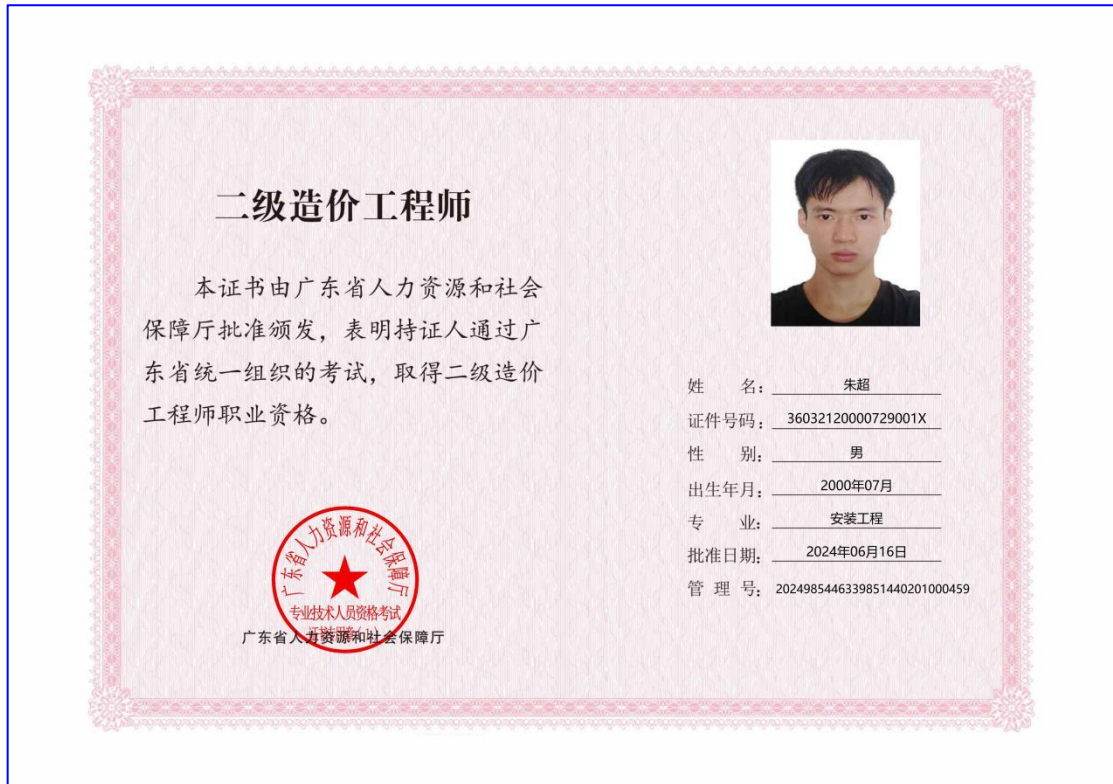 二级造价工程师
本证书由广东省人力资源和社会
保障厅批准颁发，表明持证人通过广
东省统一组织的考试，取得二级造价
工程师职业资格。
广东省人力资源和社会保障厅
专业技术人员资格考试
广东省人力资源和社会保障厅
姓 名：朱超
证件号码：36032120000729001X
性 别：男
出生年月：2000年07月
专 业：安装工程
批准日期：2024年06月16日
管 理 号：20249854463398514402010​00459